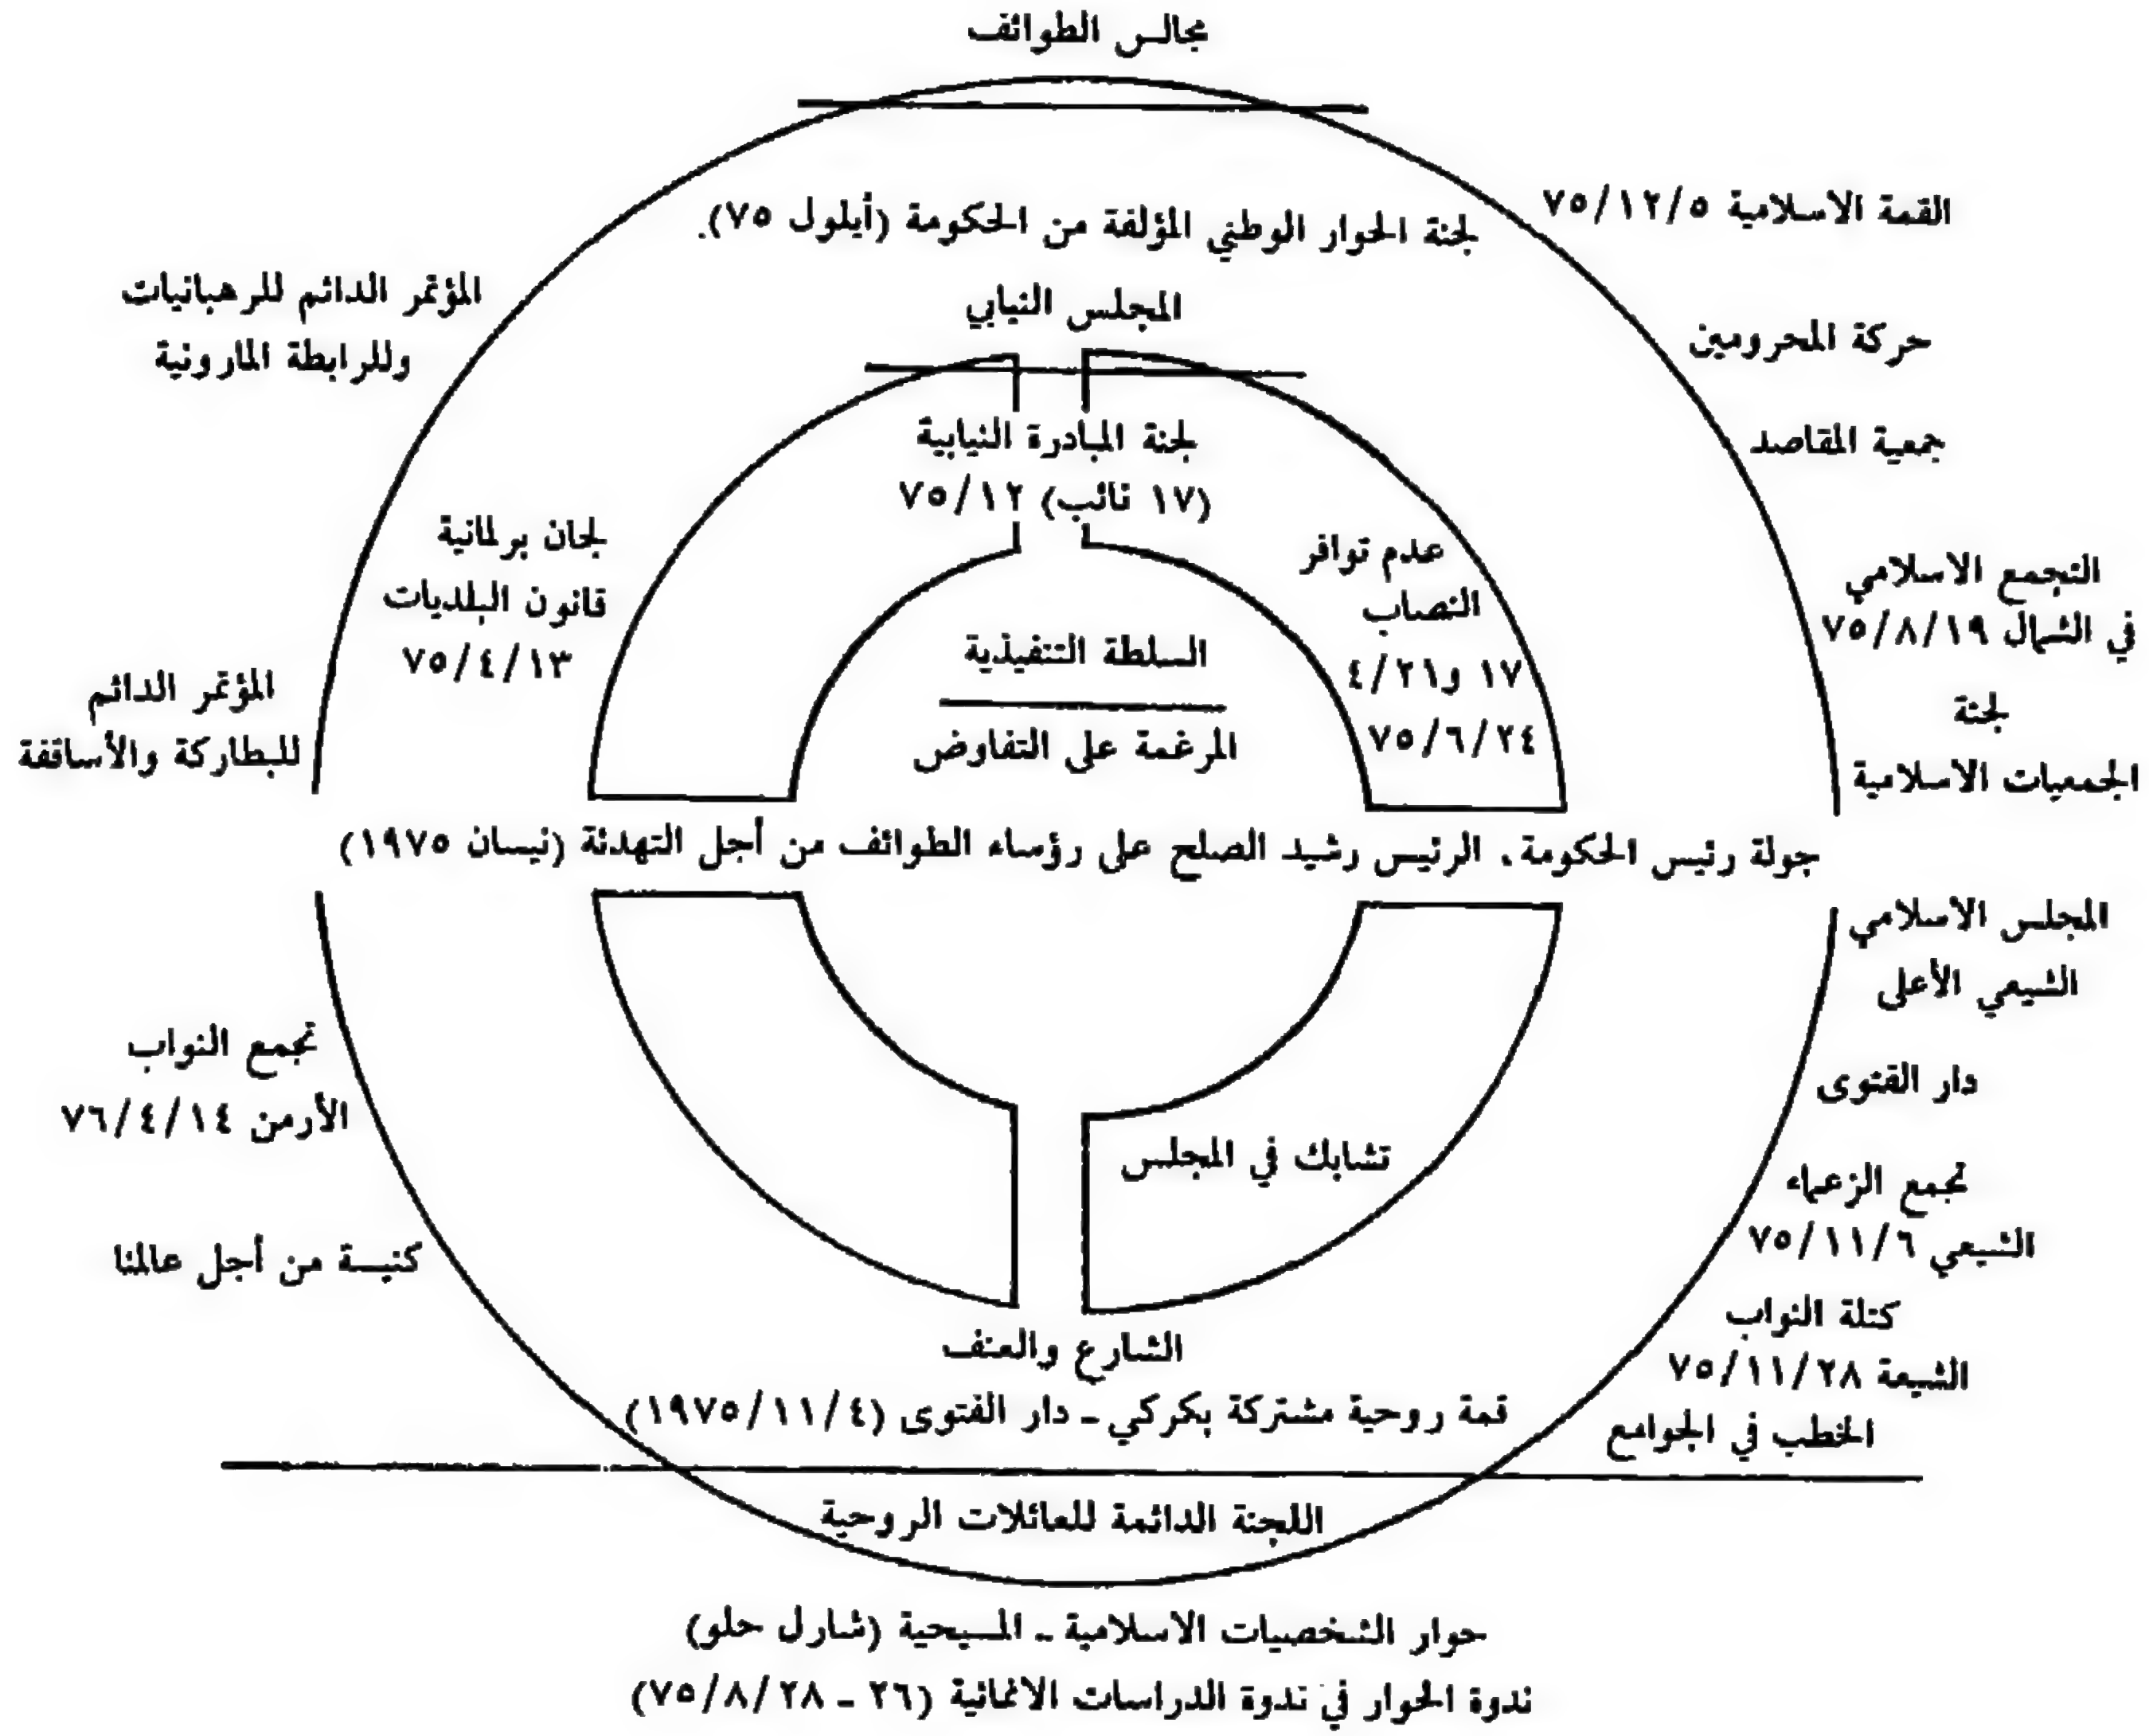 مجالس الطوائف
القمة الاسلامية ٧٥/١٢/٥
لجنة الحوار الوطني المؤلفة من الحكومة (أيلول ٧٥).
المؤتمر الدائم للرهبانيات
وللرابطة المارونية
المجلس النيابي
حركة المحرومين
جمعية المقاصد
لجنة المبادرة النيابية
(١٧ نائب) ٧٥/١٢
لجان برلمانية
قانون البلديات
٧٥/٤/١٣
عدم توافر
النصاب
١٧ و٤/٢١
٧٥/٦/٢٤
التجمع الاسلامي
في الشمال ٧٥/٨/١٩
السلطة التنفيذية
المرغمة على التفاوض
المؤتمر الدائم
للبطاركة والأساقفة
لجنة
الجمعيات الاسلامية
جولة رئيس الحكومة، الرئيس رشيد الصلح على رؤساء الطوائف من أجل التهدئة (نيسان ١٩٧٥)
المجلس الاسلامي
الشيعي الأعلى
تجمع النواب
الأرمن ٧٦/٤/١٤
دار الفتوى
تشابك في المجلس
تجمع الزعماء
الشيعي ٧٥/١١/٦
كنيسة من أجل عالمنا
كتلة النواب
الشيعة ٧٥/١١/٢٨
الشارع والعنف
قمة روحية مشتركة بكركي ـ دار الفتوى (١٩٧٥/١١/٤)
الخطب في الجوامع
اللجنة الدائمة للعائلات الروحية
حوار الشخصيات الاسلامية ـ المسيحية (شارل حلو)
ندوة الحوار في ندوة الدراسات الانمائية (٢٦ ـ ٧٥/٨/٢٨)